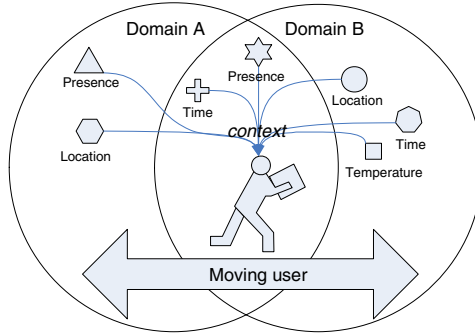 Domain A
Domain B
Presence
Presence
Time
Location
context
Time
Location
Temperature
Moving user